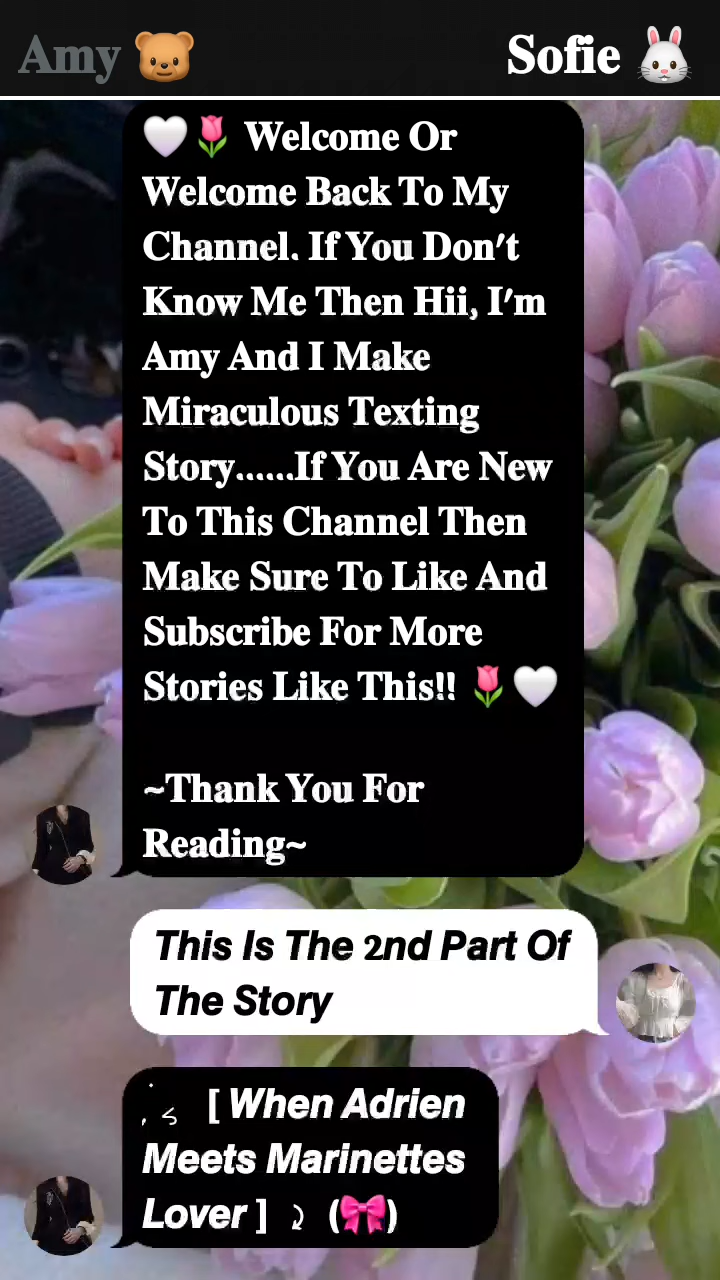 Amy 🐻 Sofie 🐰
🤍🌷 Welcome Or
Welcome Back To My
Channel. If You Don't
Know Me Then Hii, I'm
Amy And I Make
Miraculous Texting
Story......If You Are New
To This Channel Then
Make Sure To Like And
Subscribe For More
Stories Like This!! 🌷🤍
~Thank You For
Reading~
This Is The 2nd Part Of
The Story
[ When Adrien
Meets Marinettes
Lover ] (🎀)